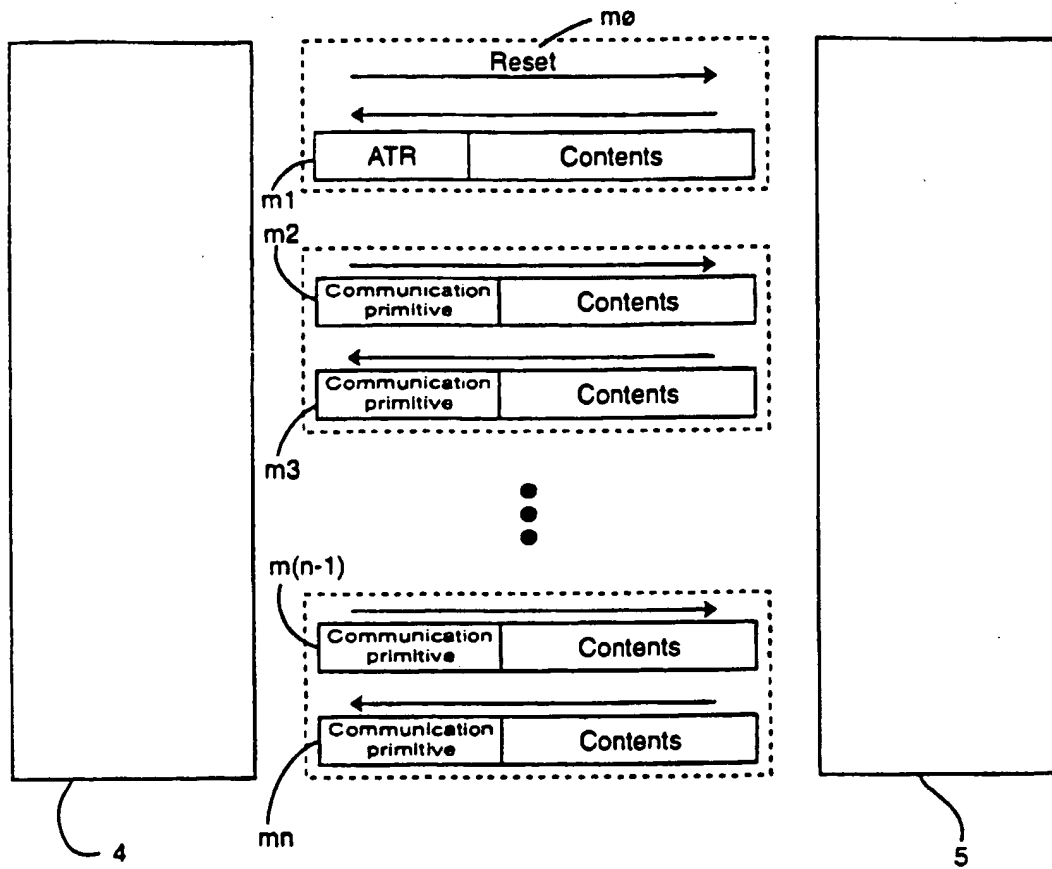 mø
Reset
ATR Contents
m1
m2
Communication
primitive
Contents
Communication
primitive
Contents
m3
m(n-1)
Communication
primitive
Contents
Communication
primitive
Contents
mn
4
5